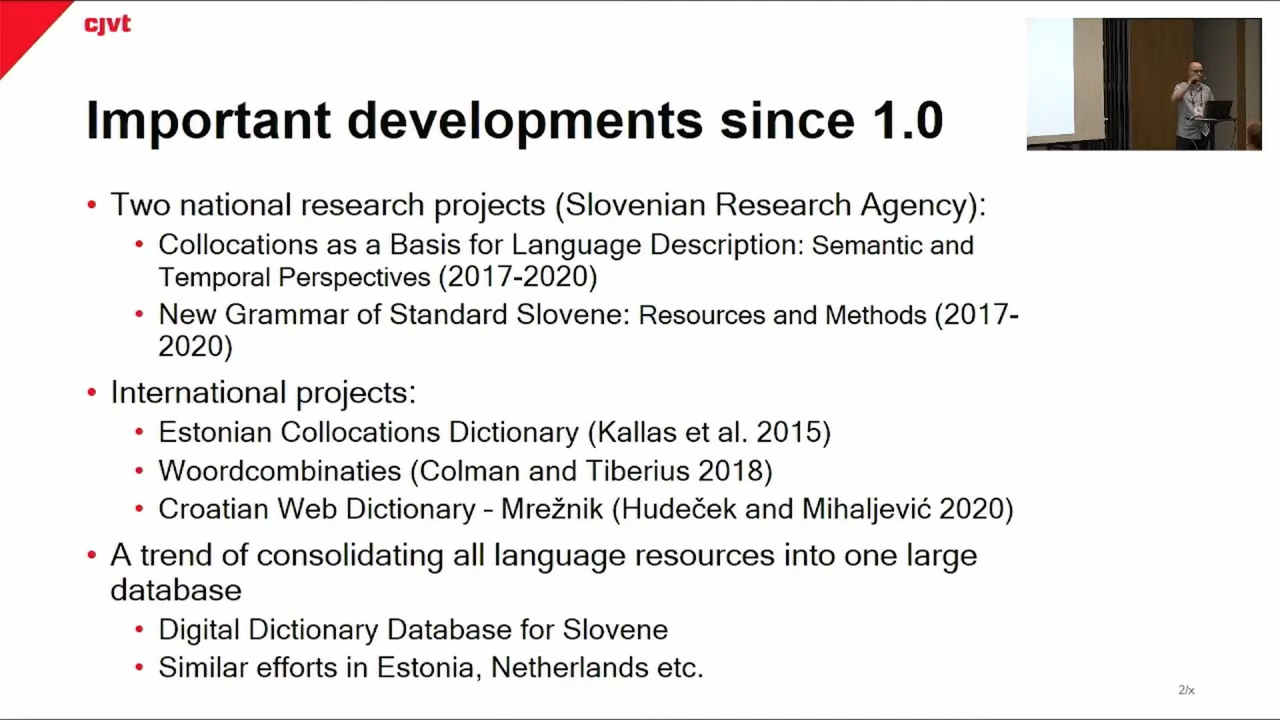 cjvt
Important developments since 1.0
• Two national research projects (Slovenian Research Agency):
• Collocations as a Basis for Language Description: Semantic and
Temporal Perspectives (2017-2020)
• New Grammar of Standard Slovene: Resources and Methods (2017-
2020)
• International projects:
• Estonian Collocations Dictionary (Kallas et al. 2015)
• Woordcombinaties (Colman and Tiberius 2018)
• Croatian Web Dictionary - Mrežnik (Hudeček and Mihaljević 2020)
• A trend of consolidating all language resources into one large
database
• Digital Dictionary Database for Slovene
• Similar efforts in Estonia, Netherlands etc.
2/x